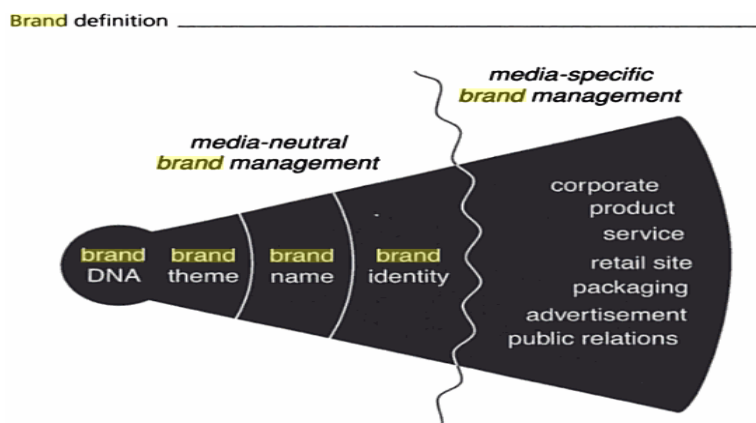 Brand definition
media-specific
brand management
media-neutral
brand management
brand
DNA
brand
theme
brand
name
brand
identity
corporate
product
service
retail site
packaging
advertisement
public relations